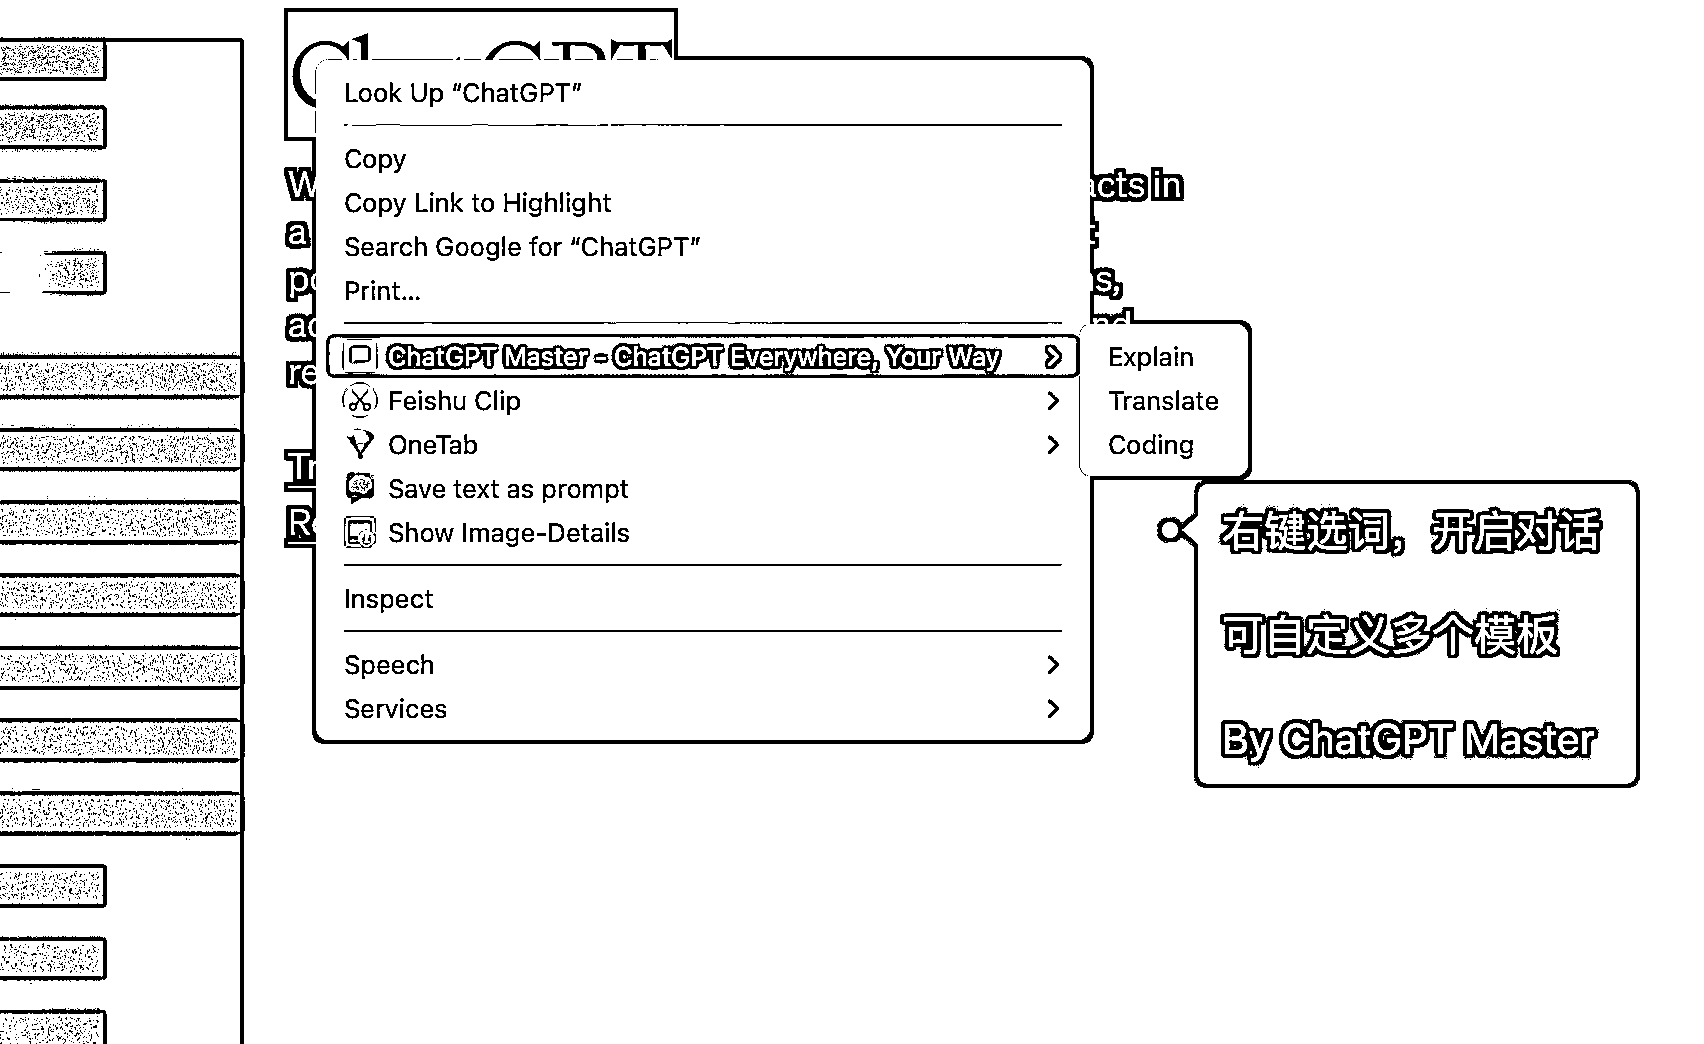 ChatGPT
Look Up “ChatGPT”
Copy
Copy Link to Highlight
Search Google for “ChatGPT”
Print...
ChatGPT Master - ChatGPT Everywhere, Your Way
Explain
Feishu Clip
Translate
OneTab
Coding
Save text as prompt
Show Image-Details
右键选词，开启对话
Inspect
可自定义多个模板
Speech
Services
By ChatGPT Master